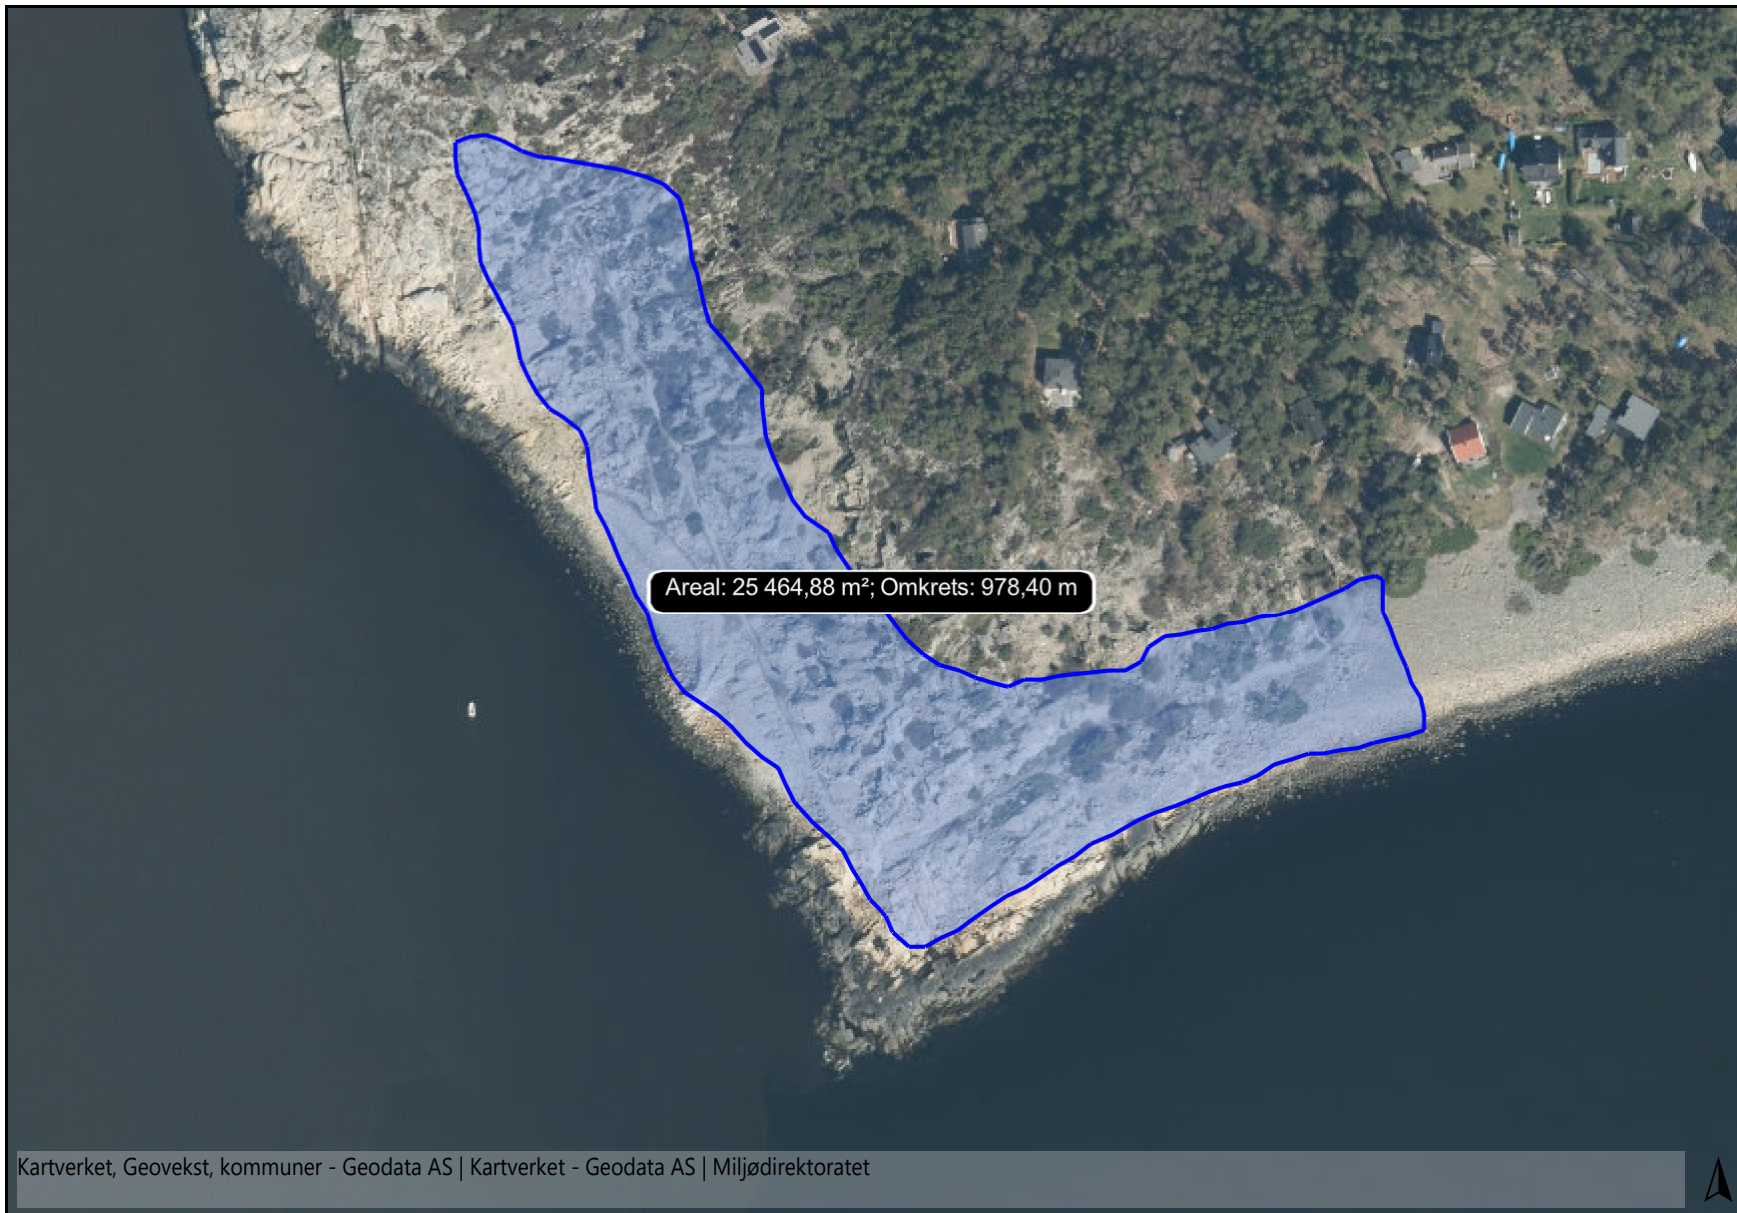 Areal: 25 464,88 m²; Omkrets: 978,40 m
Kartverket, Geovekst, kommuner - Geodata AS | Kartverket - Geodata AS | Miljødirektoratet